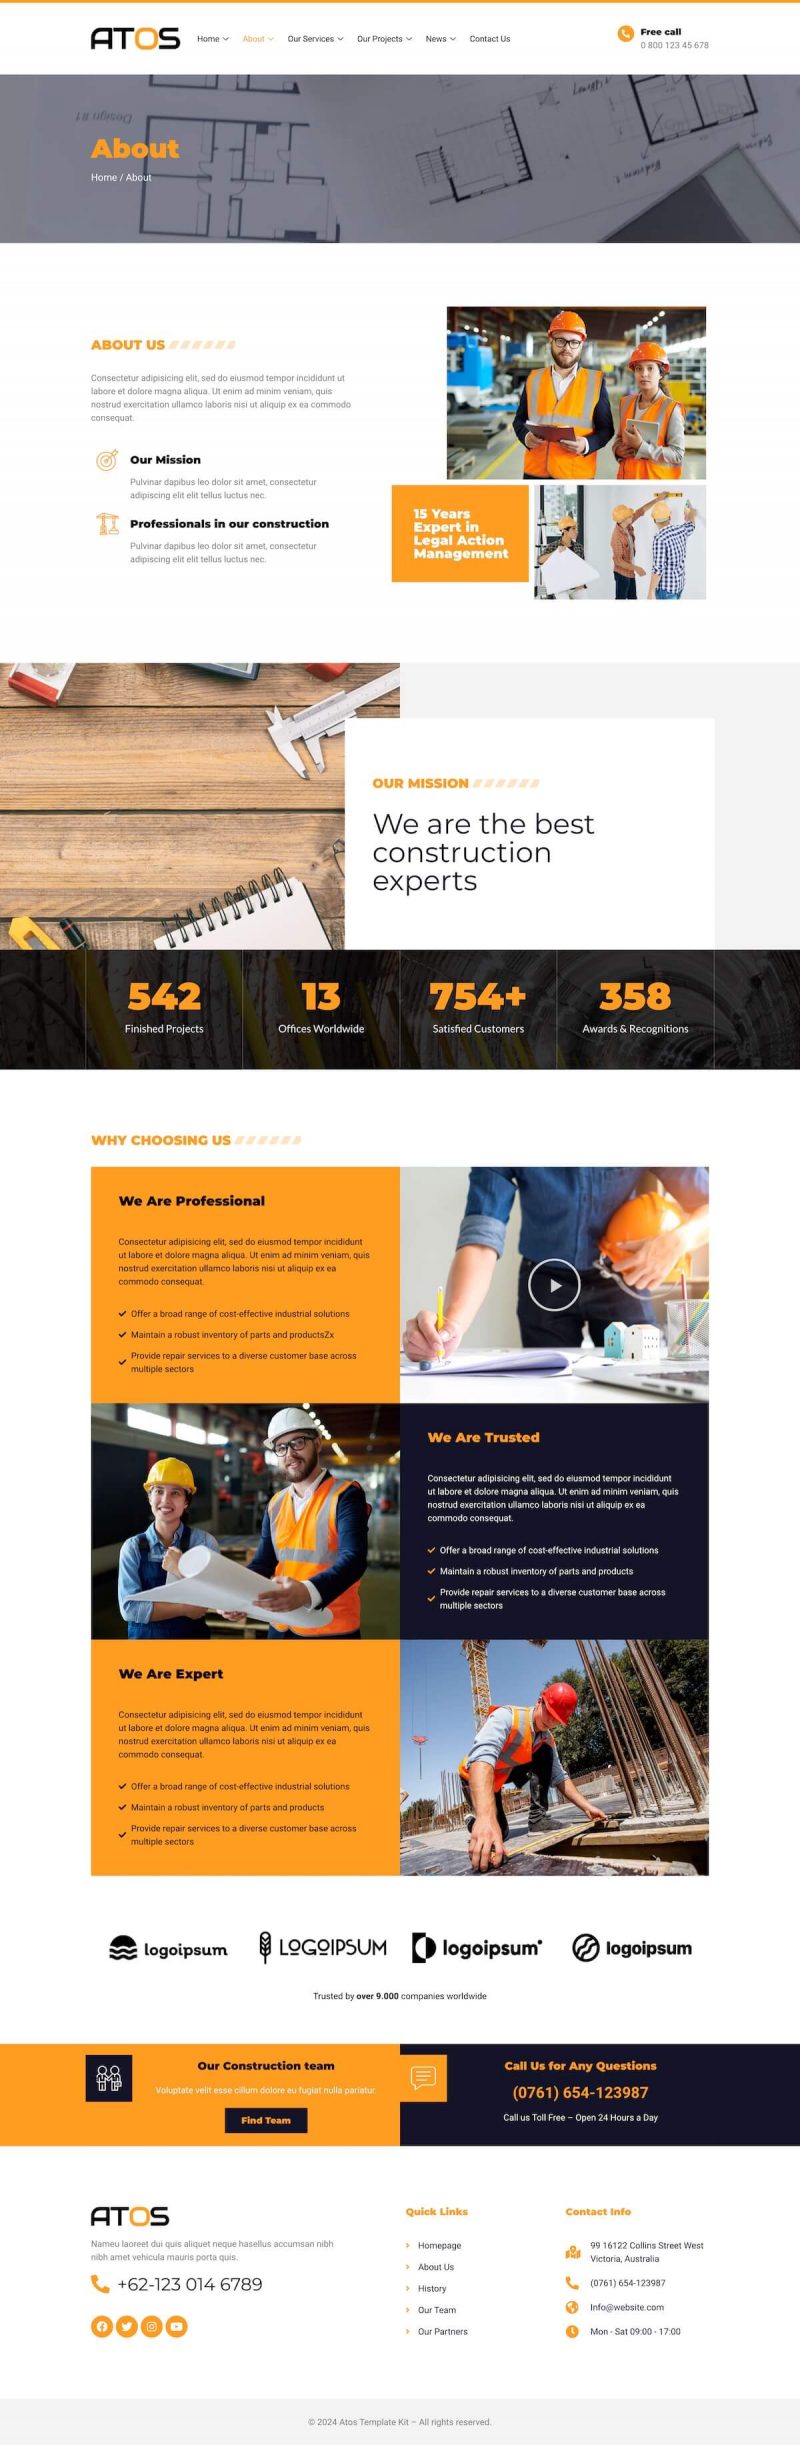 ATOS
Home
About
Our Services
Our Projects
News
Contact Us
Free call
0 800 123 45 678
Design #1
About
Home / About
ABOUT US
Consectetur adipisicing elit, sed do eiusmod tempor incididunt ut
labore et dolore magna aliqua. Ut enim ad minim veniam, quis
nostrud exercitation ullamco laboris nisi ut aliquip ex ea commodo
consequat.
Our Mission
Pulvinar dapibus leo dolor sit amet, consectetur
adipiscing elit elit tellus luctus nec.
Professionals in our construction
Pulvinar dapibus leo dolor sit amet, consectetur
adipiscing elit elit tellus luctus nec.
15 Years
Expert in
Legal Action
Management
OUR MISSION
We are the best
construction
experts
542
Finished Projects
13
Offices Worldwide
754+
Satisfied Customers
358
Awards & Recognitions
WHY CHOOSING US
We Are Professional
Consectetur adipisicing elit, sed do eiusmod tempor incididunt
ut labore et dolore magna aliqua. Ut enim ad minim veniam, quis
nostrud exercitation ullamco laboris nisi ut aliquip ex ea
commodo consequat.
Offer a broad range of cost-effective industrial solutions
Maintain a robust inventory of parts and productsZx
Provide repair services to a diverse customer base across
multiple sectors
We Are Trusted
Consectetur adipisicing elit, sed do eiusmod tempor incididunt
ut labore et dolore magna aliqua. Ut enim ad minim veniam, quis
nostrud exercitation ullamco laboris nisi ut aliquip ex ea
commodo consequat.
Offer a broad range of cost-effective industrial solutions
Maintain a robust inventory of parts and products
Provide repair services to a diverse customer base across
multiple sectors
We Are Expert
Consectetur adipisicing elit, sed do eiusmod tempor incididunt
ut labore et dolore magna aliqua. Ut enim ad minim veniam, quis
nostrud exercitation ullamco laboris nisi ut aliquip ex ea
commodo consequat.
Offer a broad range of cost-effective industrial solutions
Maintain a robust inventory of parts and products
Provide repair services to a diverse customer base across
multiple sectors
logoipsum
LOGOIPSUM
logoipsum
logoipsum
Trusted by over 9.000 companies worldwide
Our Construction team
Voluptate velit esse cillum dolore eu fugiat nulla pariatur.
Find Team
Call Us for Any Questions
(0761) 654-123987
Call us Toll Free – Open 24 Hours a Day
ATOS
Nameu laoreet dui quis aliquet neque hasellus accumsan nibh
nibh amet vehicula mauris porta quis.
+62-123 014 6789
Quick Links
Homepage
About Us
History
Our Team
Our Partners
Contact Info
99 16122 Collins Street West
Victoria, Australia
(0761) 654-123987
Info@website.com
Mon - Sat 09:00 - 17:00
© 2024 Atos Template Kit – All rights reserved.